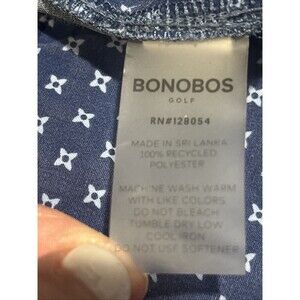 BONOBOS
GOLF
RN#128054
MADE IN SRI LANKA
100% RECYCLED
POLYESTER
MACHINE WASH WARM
WITH LIKE COLORS
DO NOT BLEACH
TUMBLE DRY LOW
COOL IRON
DO NOT USE SOFTENER